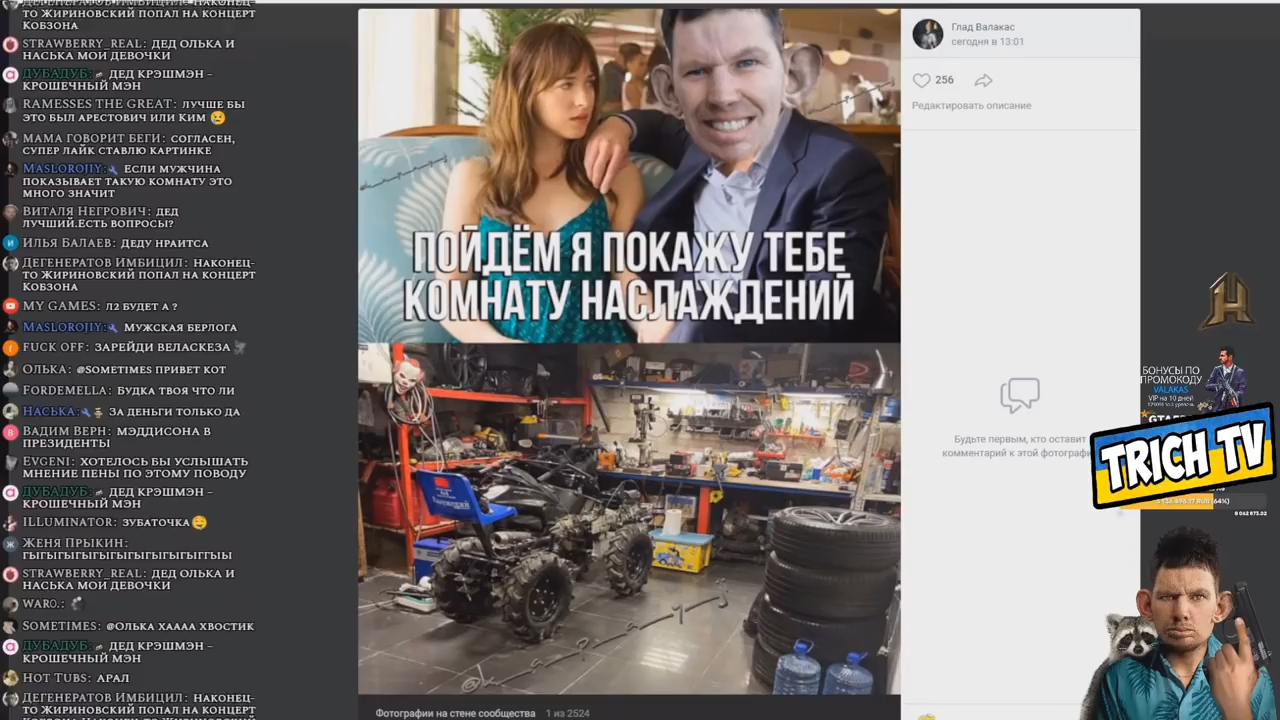 ДЕГЕНЕРАТОВ ИМБИЦИЛ: НАКОНЕЦ-
ТО ЖИРИНОВСКИЙ ПОПАЛ НА КОНЦЕРТ
КОБЗОНА
STRAWBERRY_REAL: ДЕД ОЛЬКА И
НАСЬКА МОИ ДЕВОЧКИ
ДУБАДУБ: ДЕД КРЭШМЭН –
КРОШЕЧНЫЙ МЭН
RAMESSES THE GREAT: ЛУЧШЕ БЫ
ЭТО БЫЛ АРЕСТОВИЧ ИЛИ КИМ 😢
МАМА ГОВОРИТ БЕГИ: СОГЛАСЕН,
СУПЕР ЛАЙК СТАВЛЮ КАРТИНКЕ
MASLOROJIY: ЕСЛИ МУЖЧИНА
ПОКАЗЫВАЕТ ТАКУЮ КОМНАТУ ЭТО
МНОГО ЗНАЧИТ
ВИТАЛЯ НЕГРОВИЧ: ДЕД
ЛУЧШИЙ.ЕСТЬ ВОПРОСЫ?
ИЛЬЯ БАЛАЕВ: ДЕДУ НРАИТСА
ДЕГЕНЕРАТОВ ИМБИЦИЛ: НАКОНЕЦ-
ТО ЖИРИНОВСКИЙ ПОПАЛ НА КОНЦЕРТ
КОБЗОНА
MY GAMES: Л2 БУДЕТ А ?
MASLOROJIY: МУЖСКАЯ БЕРЛОГА
FUCK OFF: ЗАРЕЙДИ ВЕЛАСКЕЗА
ОЛЬКА: @SOMETIMES ПРИВЕТ КОТ
FORDEMELLA: БУДКА ТВОЯ ЧТО ЛИ
НАСЬКА: ЗА ДЕНЬГИ ТОЛЬКО ДА
ВАДИМ ВЕРН: МЭДДИСОНА В
ПРЕЗИДЕНТЫ
EVGENI: ХОТЕЛОСЬ БЫ УСЛЫШАТЬ
МНЕНИЕ ЛЕНЫ ПО ЭТОМУ ПОВОДУ
ДУБАДУБ: ДЕД КРЭШМЭН –
КРОШЕЧНЫЙ МЭН
ILLUMINATOR: ЗУБАТОЧКА
ЖЕНЯ ПРЫКИН:
ГЫГЫГЫГЫГЫГЫГЫГЫГЫГЫГГЫЫ
STRAWBERRY_REAL: ДЕД ОЛЬКА И
НАСЬКА МОИ ДЕВОЧКИ
WARO.:
SOMETIMES: @ОЛЬКА ХАААА ХВОСТИК
ДУБАДУБ: ДЕД КРЭШМЭН –
КРОШЕЧНЫЙ МЭН
HOT TUBS: АРАЛ
ДЕГЕНЕРАТОВ ИМБИЦИЛ: НАКОНЕЦ-
ТО ЖИРИНОВСКИЙ ПОПАЛ НА КОНЦЕРТ
ПОЙДЁМ Я ПОКАЖУ ТЕБЕ
КОМНАТУ НАСЛАЖДЕНИЙ
Фотографии на стене сообщества 1 из 2524
Глад Валакас
сегодня в 13:01
256
Редактировать описание
Будьте первым, кто оставит
комментарий к этой фотографи
БОНУСЫ ПО
ПРОМОКОДУ
VALAKAS
VIP на 10 дней
TRICH TV